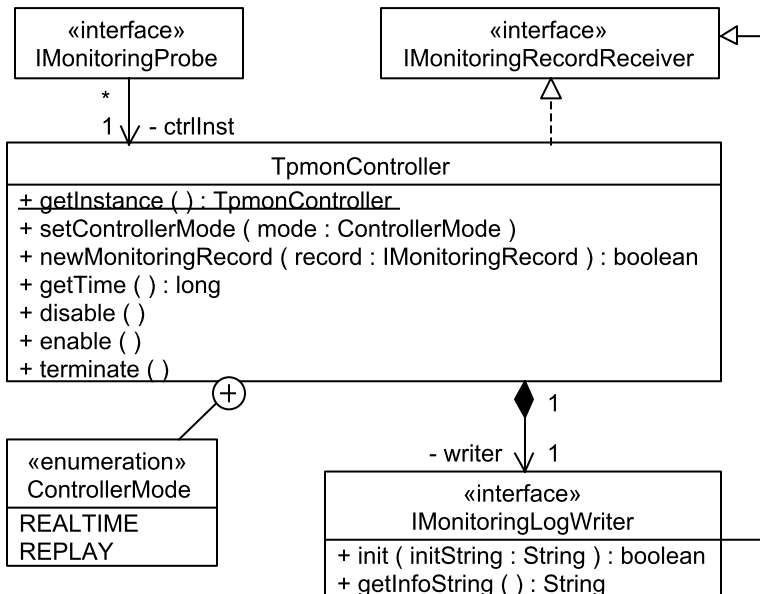 «interface»
IMonitoringProbe
«interface»
IMonitoringRecordReceiver
*
1
- ctrlInst
TpmonController
+ getInstance ( ) : TpmonController
+ setControllerMode ( mode : ControllerMode )
+ newMonitoringRecord ( record : IMonitoringRecord ) : boolean
+ getTime ( ) : long
+ disable ( )
+ enable ( )
+ terminate ( )
1
- writer
1
«enumeration»
ControllerMode
REALTIME
REPLAY
«interface»
IMonitoringLogWriter
+ init ( initString : String ) : boolean
+ getInfoString ( ) : String